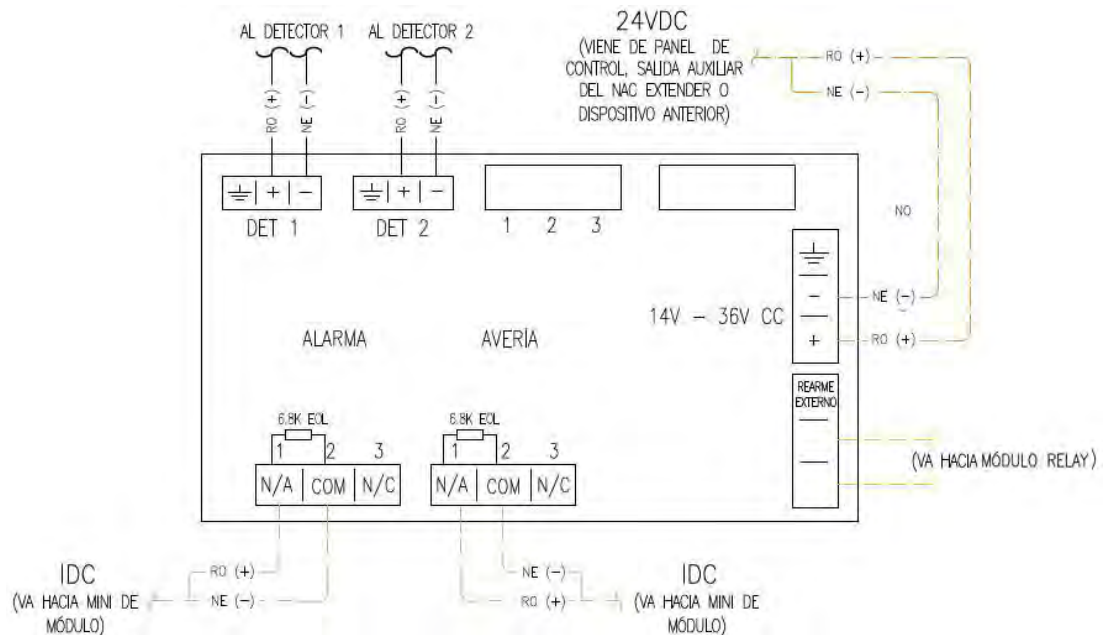 AL DETECTOR 1
AL DETECTOR 2
24VDC
(VIENE DE PANEL DE
CONTROL, SALIDA AUXILIAR
DEL NAC EXTENDER O
DISPOSITIVO ANTERIOR)
RO (+)
NE (-)
RO (+)
NE (-)
RO (+)
NE (-)
+
-
DET 1
+
-
DET 2
1 2 3
NO
14V - 36V CC
-
+
NE (-)
RO (+)
ALARMA
AVERÍA
REARME
EXTERNO
(VA HACIA MÓDULO RELAY)
6.8K EOL
1 2 3
N/A COM N/C
6.8K EOL
1 2 3
N/A COM N/C
RO (+)
NE (-)
IDC
(VA HACIA MINI DE
MÓDULO)
NE (-)
RO (+)
IDC
(VA HACIA MINI DE
MÓDULO)